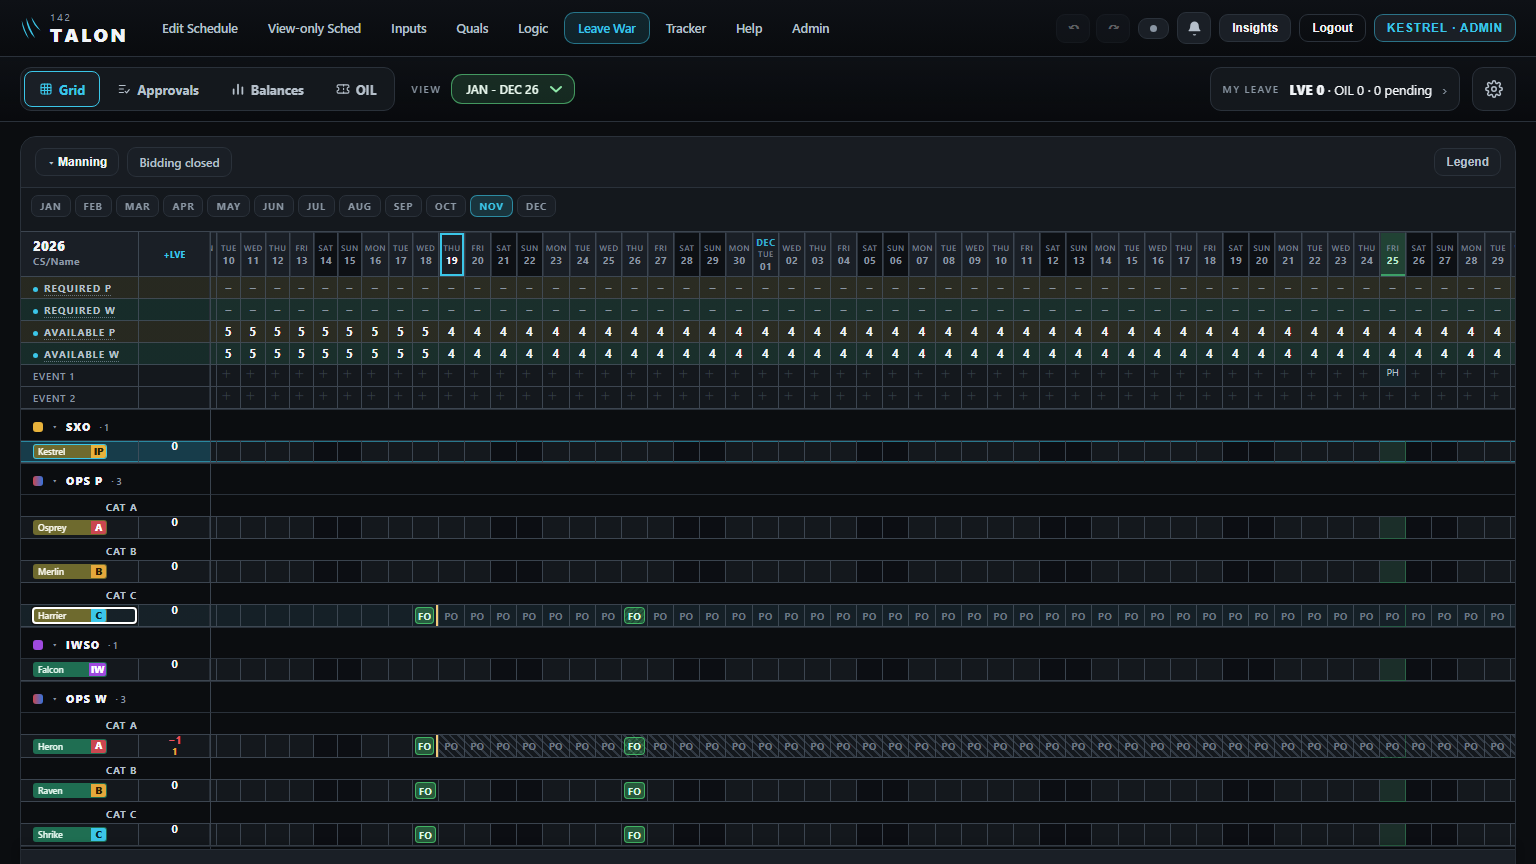 142
TALON
Edit Schedule
View-only Sched
Inputs
Quals
Logic
Leave War
Tracker
Help
Admin
Insights
Logout
KESTREL · ADMIN
Grid
Approvals
Balances
OIL
VIEW
JAN - DEC 26
MY LEAVE LVE 0 · OIL 0 · 0 pending ›
Manning
Bidding closed
Legend
JAN FEB MAR APR MAY JUN JUL AUG SEP OCT NOV DEC
2026
CS/Name
+LVE
DEC
TUE WED THU FRI SAT SUN MON TUE WED THU FRI SAT SUN MON TUE WED THU FRI SAT SUN MON TUE WED THU FRI SAT SUN MON TUE WED THU FRI SAT SUN MON TUE WED THU FRI SAT SUN MON TUE WED THU FRI SAT SUN MON TUE
10 11 12 13 14 15 16 17 18 19 20 21 22 23 24 25 26 27 28 29 30 01 02 03 04 05 06 07 08 09 10 11 12 13 14 15 16 17 18 19 20 21 22 23 24 25 26 27 28 29
REQUIRED P – – – – – – – – – – – – – – – – – – – – – – – – – – – – – – – – – – – – – – – – – – – – – – – – – –
REQUIRED W – – – – – – – – – – – – – – – – – – – – – – – – – – – – – – – – – – – – – – – – – – – – – – – – – –
AVAILABLE P 5 5 5 5 5 5 5 5 5 4 4 4 4 4 4 4 4 4 4 4 4 4 4 4 4 4 4 4 4 4 4 4 4 4 4 4 4 4 4 4 4 4 4 4 4 4 4 4 4 4
AVAILABLE W 5 5 5 5 5 5 5 5 5 4 4 4 4 4 4 4 4 4 4 4 4 4 4 4 4 4 4 4 4 4 4 4 4 4 4 4 4 4 4 4 4 4 4 4 4 4 4 4 4 4
EVENT 1 + + + + + + + + + + + + + + + + + + + + + + + + + + + + + + + + + + + + + + + + + + + + + PH + + + +
EVENT 2 + + + + + + + + + + + + + + + + + + + + + + + + + + + + + + + + + + + + + + + + + + + + + + + + + +
SXO · 1
Kestrel IP 0
OPS P · 3
CAT A
Osprey A 0
CAT B
Merlin B 0
CAT C
Harrier C 0 FO PO PO PO PO PO PO PO FO PO PO PO PO PO PO PO PO PO PO PO PO PO PO PO PO PO PO PO PO PO PO PO PO PO PO PO PO PO PO PO PO PO
IWSO · 1
Falcon IW 0
OPS W · 3
CAT A
Heron A −1 FO PO PO PO PO PO PO PO FO PO PO PO PO PO PO PO PO PO PO PO PO PO PO PO PO PO PO PO PO PO PO PO PO PO PO PO PO PO PO PO PO PO
1
CAT B
Raven B 0 FO FO
CAT C
Shrike C 0 FO FO